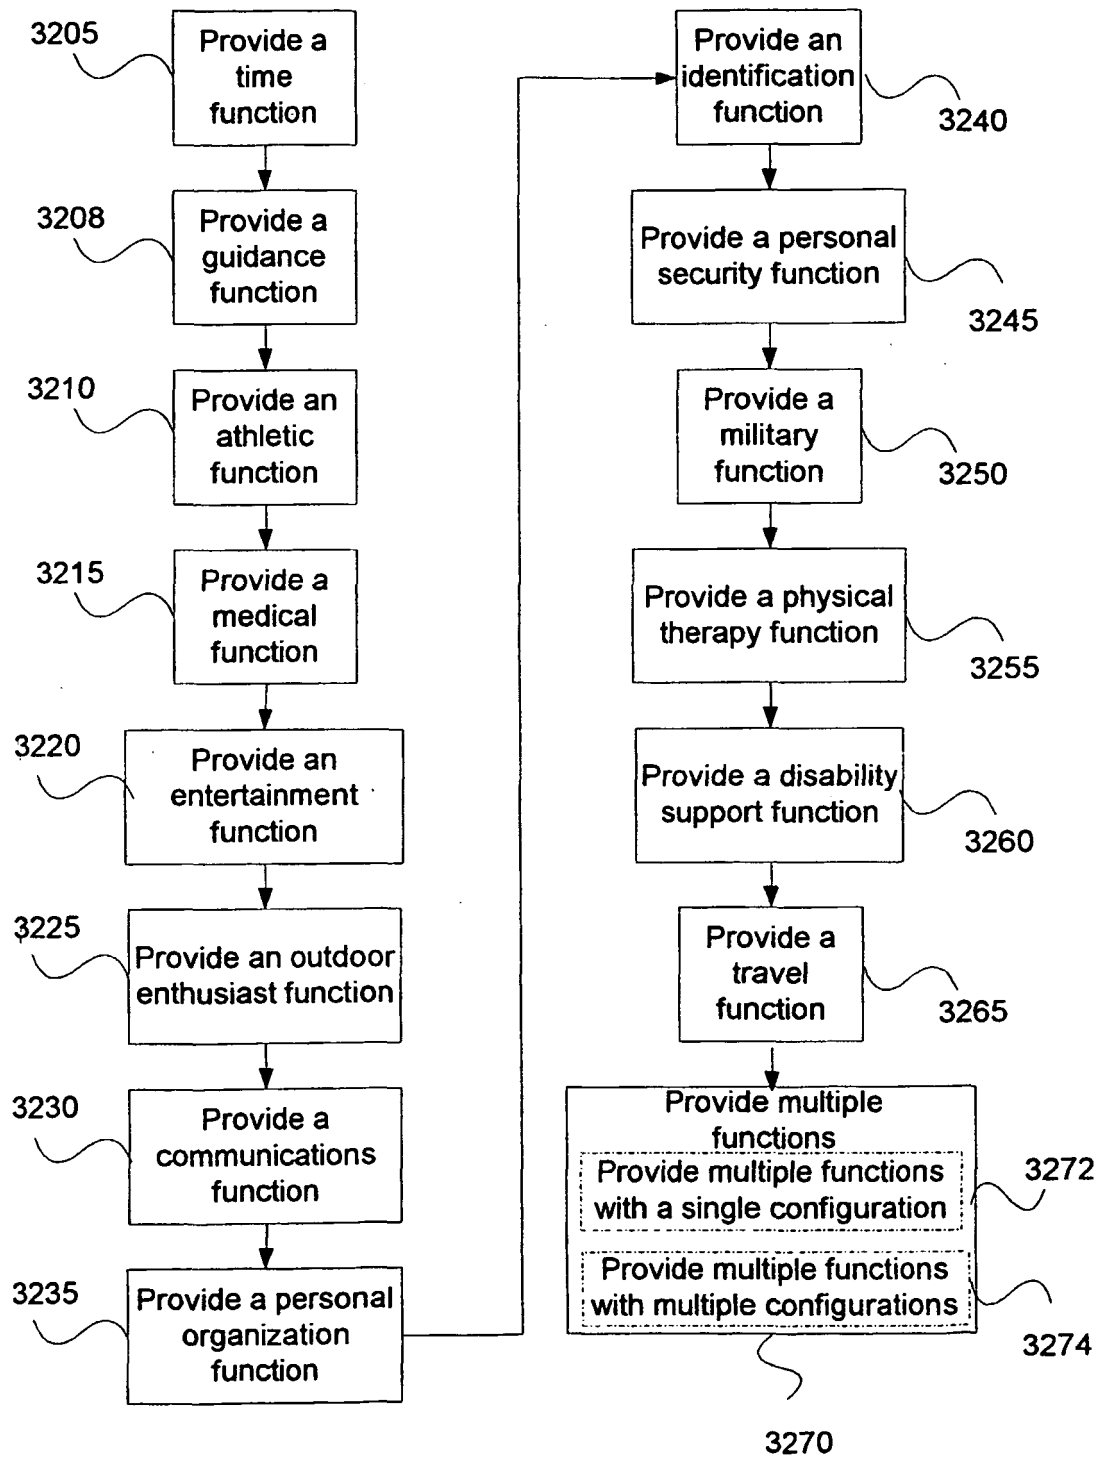 3205
Provide a
time
function
3208
Provide a
guidance
function
3210
Provide an
athletic
function
3215
Provide a
medical
function
3220
Provide an
entertainment
function
3225
Provide an outdoor
enthusiast function
3230
Provide a
communications
function
3235
Provide a personal
organization
function
Provide an
identification
function
3240
Provide a personal
security function
3245
Provide a
military
function
3250
Provide a physical
therapy function
3255
Provide a disability
support function
3260
Provide a
travel
function
3265
Provide multiple
functions
Provide multiple functions
with a single configuration
3272
Provide multiple functions
with multiple configurations
3274
3270